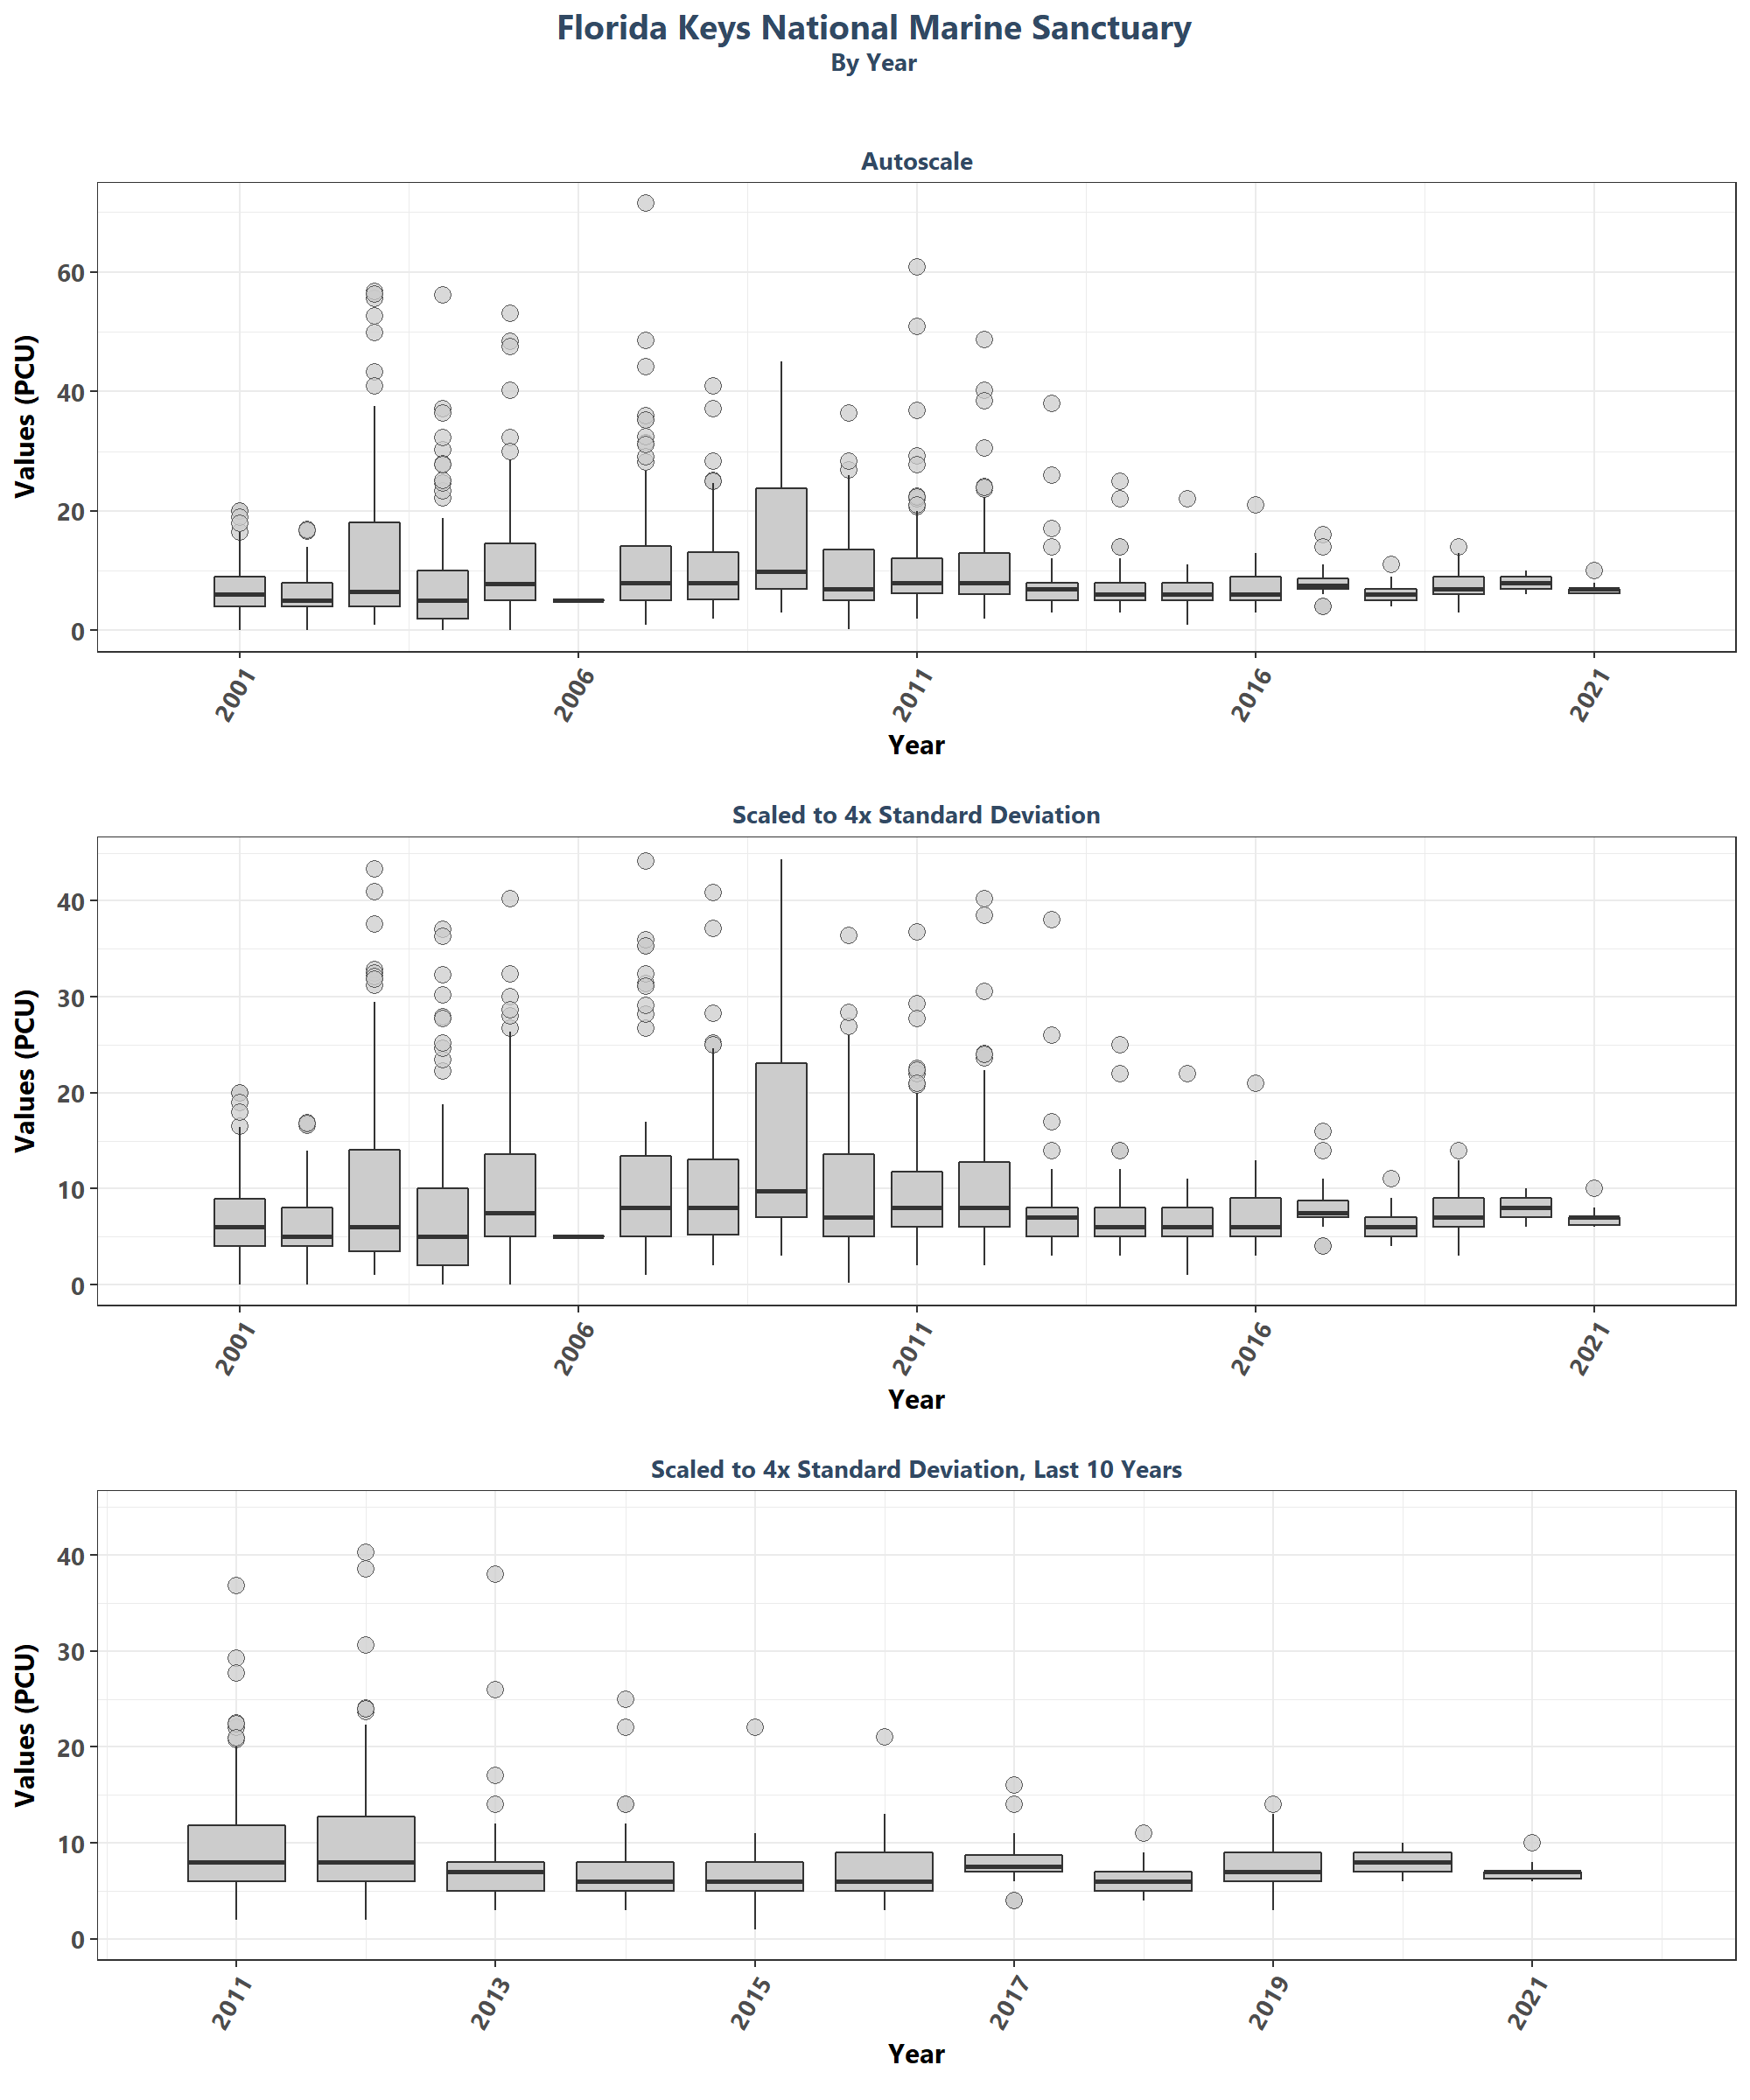 Florida Keys National Marine Sanctuary
By Year
Autoscale
Values (PCU)
60
40
20
0
2001
2006
2011
2016
2021
Year
Scaled to 4x Standard Deviation
Values (PCU)
40
30
20
10
0
2001
2006
2011
2016
2021
Year
Scaled to 4x Standard Deviation, Last 10 Years
Values (PCU)
40
30
20
10
0
2011
2013
2015
2017
2019
2021
Year